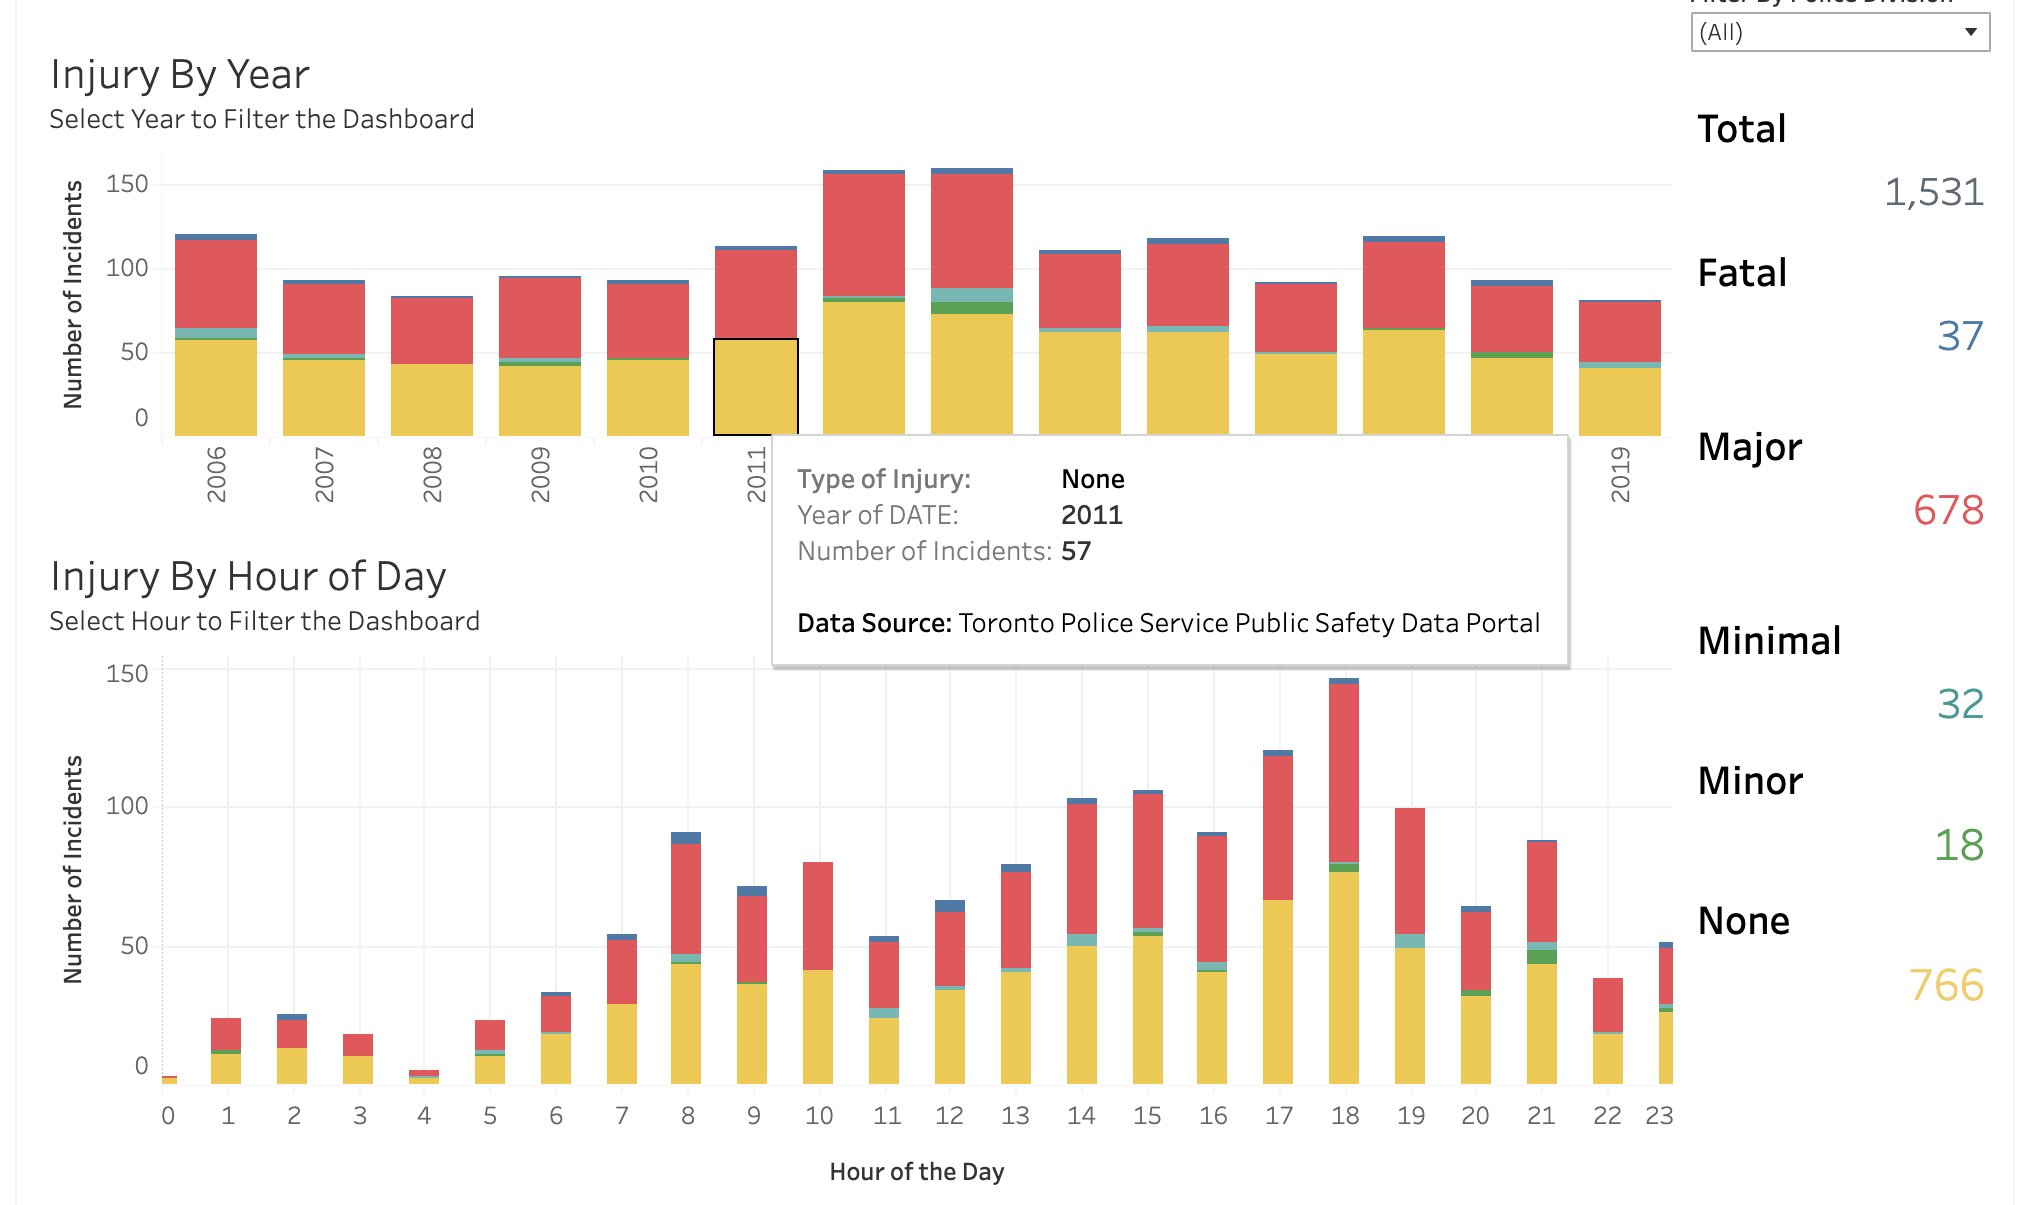 Filter By Police Division
(All)
Injury By Year
Select Year to Filter the Dashboard
Number of Incidents
150
100
50
0
2006
2007
2008
2009
2010
2011
2019
Type of Injury: None
Year of DATE: 2011
Number of Incidents: 57
Data Source: Toronto Police Service Public Safety Data Portal
Injury By Hour of Day
Select Hour to Filter the Dashboard
Number of Incidents
150
100
50
0
0 1 2 3 4 5 6 7 8 9 10 11 12 13 14 15 16 17 18 19 20 21 22 23
Hour of the Day
Total
1,531
Fatal
37
Major
678
Minimal
32
Minor
18
None
766